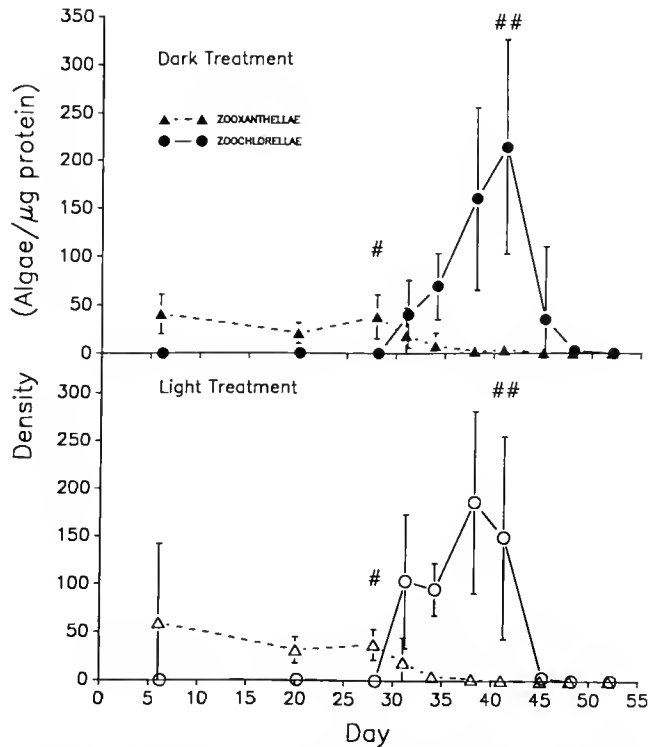 350
300
250
200
150
100
50
0
(Algae/µg protein)
Density
Dark Treatment
ZOOXANTHELLAE
ZOOCHLORELLAE
#
##
300
250
200
150
100
50
0
Light Treatment
#
##
0 5 10 15 20 25 30 35 40 45 50 55
Day